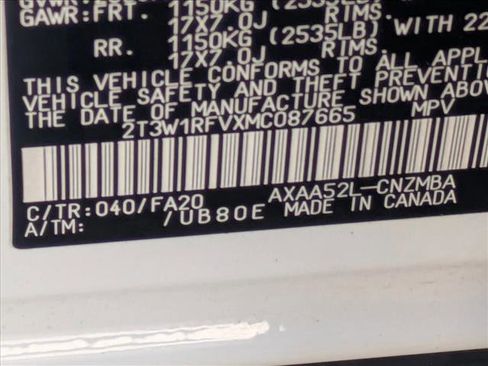 GAWR: FRT. 1150KG (2535LB) WITH 22
17X7.0J RIMS,
RR. 1150KG (2535LB)
17X7.0J RIMS,
THIS VEHICLE CONFORMS TO ALL APPL
VEHICLE SAFETY AND THEFT PREVENTI
THE DATE OF MANUFACTURE SHOWN
2T3W1RFVXMC087665 MPV
C/TR:040/FA20 AXAA52L-CNZMBA
A/TM: /UB80E MADE IN CANADA